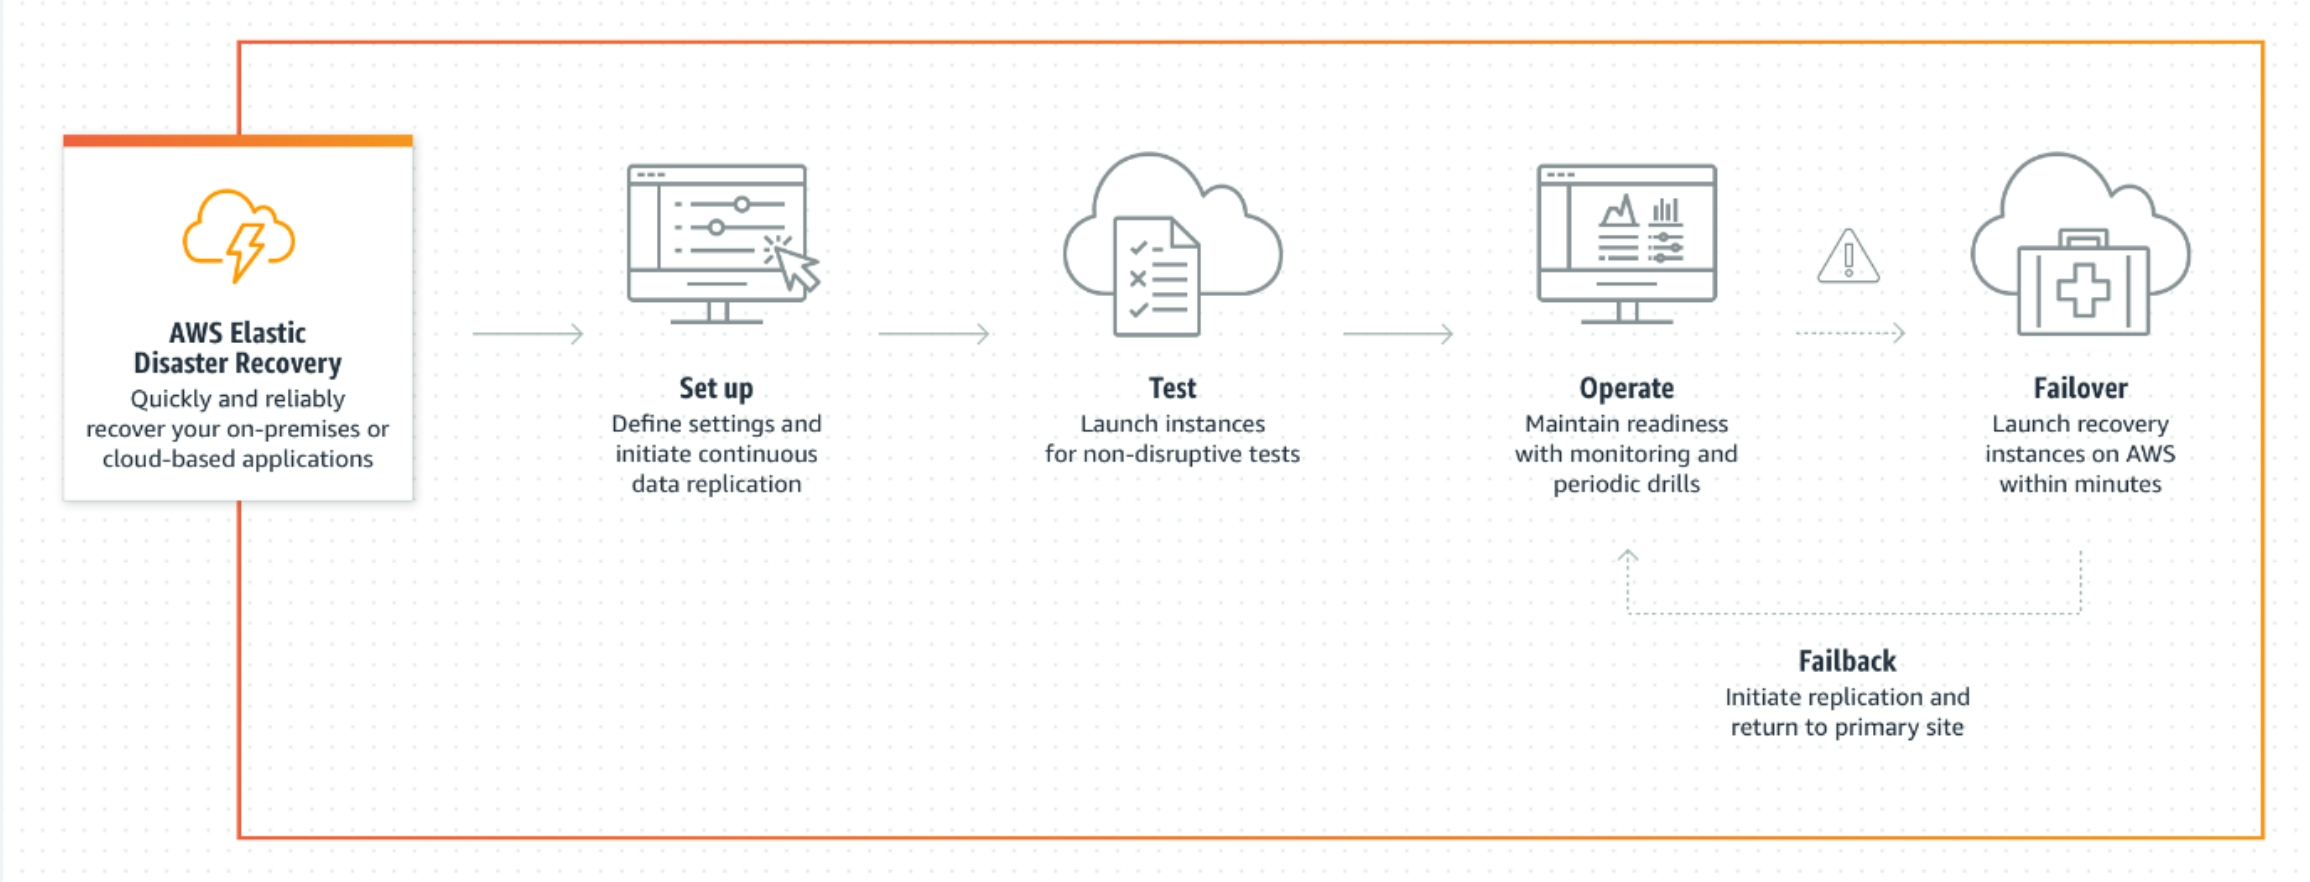 AWS Elastic
Disaster Recovery
Quickly and reliably
recover your on-premises or
cloud-based applications
Set up
Define settings and
initiate continuous
data replication
Test
Launch instances
for non-disruptive tests
Operate
Maintain readiness
with monitoring and
periodic drills
Failover
Launch recovery
instances on AWS
within minutes
Failback
Initiate replication and
return to primary site